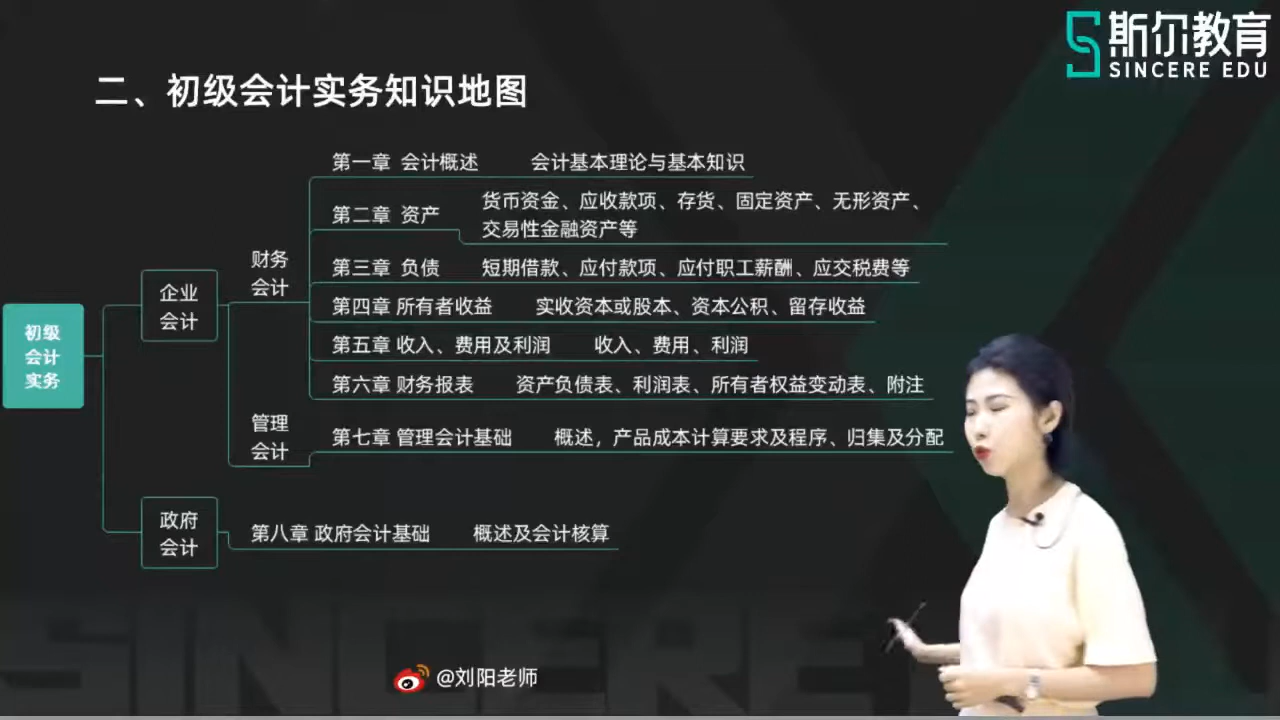 斯尔教育
SINCERE EDU
二、初级会计实务知识地图
初级
会计
实务
企业
会计
财务
会计
第一章 会计概述 会计基本理论与基本知识
第二章 资产 货币资金、应收款项、存货、固定资产、无形资产、
交易性金融资产等
第三章 负债 短期借款、应付款项、应付职工薪酬、应交税费等
第四章 所有者收益 实收资本或股本、资本公积、留存收益
第五章 收入、费用及利润 收入、费用、利润
第六章 财务报表 资产负债表、利润表、所有者权益变动表、附注
管理
会计
第七章 管理会计基础 概述，产品成本计算要求及程序、归集及分配
政府
会计
第八章 政府会计基础 概述及会计核算
SINCERE
@刘阳老师